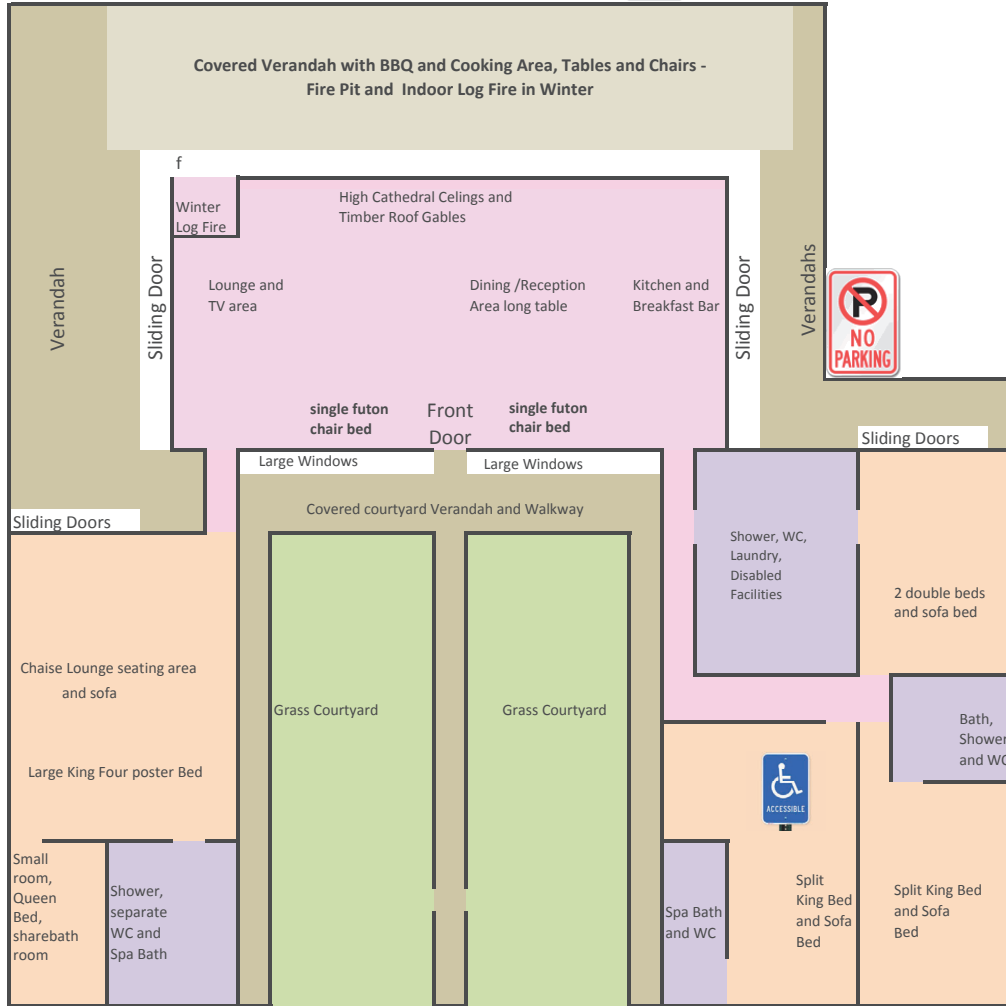 Covered Verandah with BBQ and Cooking Area, Tables and Chairs -
Fire Pit and Indoor Log Fire in Winter
f
Winter
Log Fire
High Cathedral Celings and
Timber Roof Gables
Verandah
Sliding Door
Lounge and
TV area
Dining /Reception
Area long table
Kitchen and
Breakfast Bar
Sliding Door
Verandahs
P
NO
PARKING
single futon
chair bed
Front
Door
single futon
chair bed
Large Windows
Large Windows
Sliding Doors
Covered courtyard Verandah and Walkway
Sliding Doors
Shower, WC,
Laundry,
Disabled
Facilities
2 double beds
and sofa bed
Chaise Lounge seating area
and sofa
Grass Courtyard
Grass Courtyard
Large King Four poster Bed
Bath,
Shower
and WC
ACCESSIBLE
Small
room,
Queen
Bed,
sharebath
room
Shower,
separate
WC and
Spa Bath
Spa Bath
and WC
Split
King Bed
and Sofa
Bed
Split King Bed
and Sofa
Bed